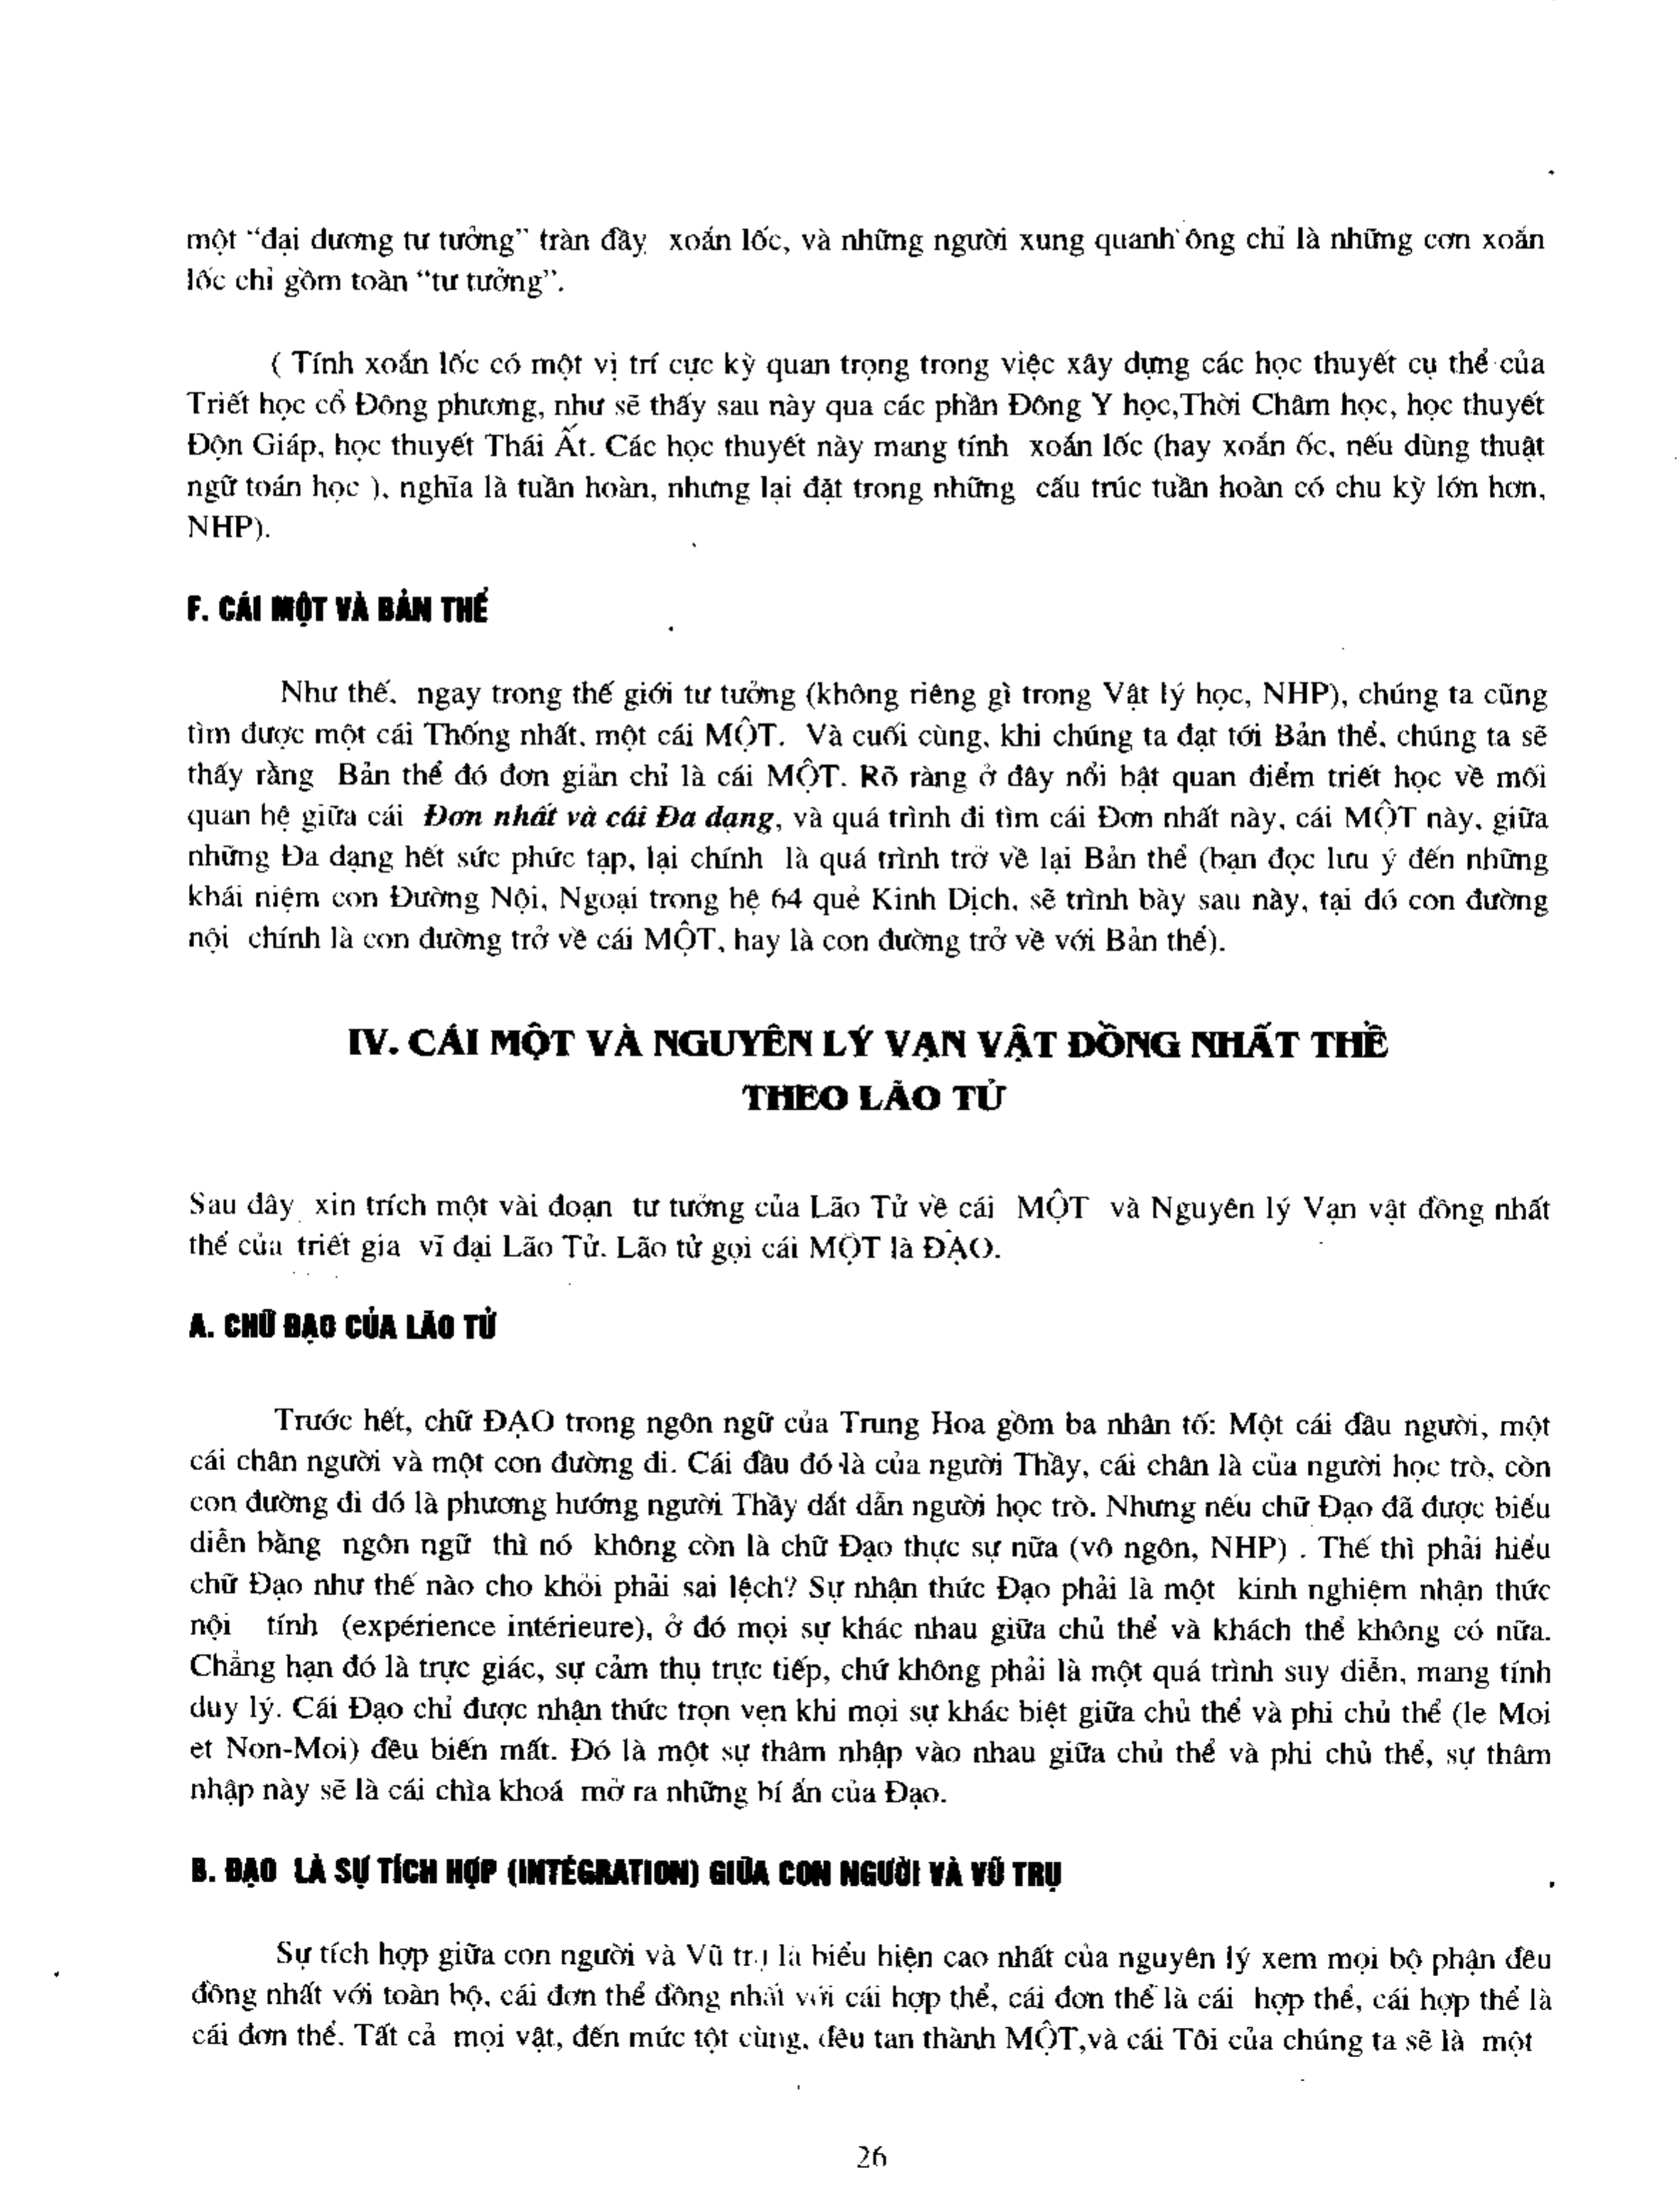 một “đại dương tư tưởng” tràn đầy xoắn lốc, và những người xung quanh ông chỉ là những cơn xoắn
lốc chỉ gồm toàn “tư tưởng”.
( Tính xoắn lốc có một vị trí cực kỳ quan trọng trong việc xây dựng các học thuyết cụ thể của
Triết học cổ Đông phương, như sẽ thấy sau này qua các phần Đông Y học,Thời Châm học, học thuyết
Độn Giáp, học thuyết Thái Ất. Các học thuyết này mang tính xoắn lốc (hay xoắn ốc, nếu dùng thuật
ngữ toán học ), nghĩa là tuần hoàn, nhưng lại đặt trong những cấu trúc tuần hoàn có chu kỳ lớn hơn,
NHP).
F. CÁI MỘT VÀ BẢN THỂ
Như thế, ngay trong thế giới tư tưởng (không riêng gì trong Vật lý học, NHP), chúng ta cũng
tìm được một cái Thống nhất, một cái MỘT. Và cuối cùng, khi chúng ta đạt tới Bản thể, chúng ta sẽ
thấy rằng Bản thể đó đơn giản chỉ là cái MỘT. Rõ ràng ở đây nổi bật quan điểm triết học về mối
quan hệ giữa cái Đơn nhất và cái Đa dạng, và quá trình đi tìm cái Đơn nhất này, cái MỘT này, giữa
những Đa dạng hết sức phức tạp, lại chính là quá trình trở về lại Bản thể (bạn đọc lưu ý đến những
khái niệm con Đường Nội, Ngoại trong hệ 64 quẻ Kinh Dịch, sẽ trình bày sau này, tại đó con đường
nội chính là con đường trở về cái MỘT, hay là con đường trở về với Bản thể).
IV. CÁI MỘT VÀ NGUYÊN LÝ VẠN VẬT ĐỒNG NHẤT THỂ
THEO LÃO TỬ
Sau đây xin trích một vài đoạn tư tưởng của Lão Tử về cái MỘT và Nguyên lý Vạn vật đồng nhất
thể của triết gia vĩ đại Lão Tử. Lão tử gọi cái MỘT là ĐẠO.
A. CHỮ ĐẠO CỦA LÃO TỬ
Trước hết, chữ ĐẠO trong ngôn ngữ của Trung Hoa gồm ba nhân tố: Một cái đầu người, một
cái chân người và một con đường đi. Cái đầu đó là của người Thầy, cái chân là của người học trò, còn
con đường đi đó là phương hướng người Thầy dắt dẫn người học trò. Nhưng nếu chữ Đạo đã được biểu
diễn bằng ngôn ngữ thì nó không còn là chữ Đạo thực sự nữa (vô ngôn, NHP) . Thế thì phải hiểu
chữ Đạo như thế nào cho khỏi phải sai lệch? Sự nhận thức Đạo phải là một kinh nghiệm nhận thức
nội tính (expérience intérieure), ở đó mọi sự khác nhau giữa chủ thể và khách thể không có nữa.
Chẳng hạn đó là trực giác, sự cảm thụ trực tiếp, chứ không phải là một quá trình suy diễn, mang tính
duy lý. Cái Đạo chỉ được nhận thức trọn vẹn khi mọi sự khác biệt giữa chủ thể và phi chủ thể (le Moi
et Non-Moi) đều biến mất. Đó là một sự thâm nhập vào nhau giữa chủ thể và phi chủ thể, sự thâm
nhập này sẽ là cái chìa khoá mở ra những bí ẩn của Đạo.
B. ĐẠO LÀ SỰ TÍCH HỢP (INTÉGRATION) GIỮA CON NGƯỜI VÀ VŨ TRỤ
Sự tích hợp giữa con người và Vũ trụ là biểu hiện cao nhất của nguyên lý xem mọi bộ phận đều
đồng nhất với toàn bộ, cái đơn thể đồng nhất với cái hợp thể, cái đơn thể là cái hợp thể, cái hợp thể là
cái đơn thể. Tất cả mọi vật, đến mức tột cùng, đều tan thành MỘT,và cái Tôi của chúng ta sẽ là một
26